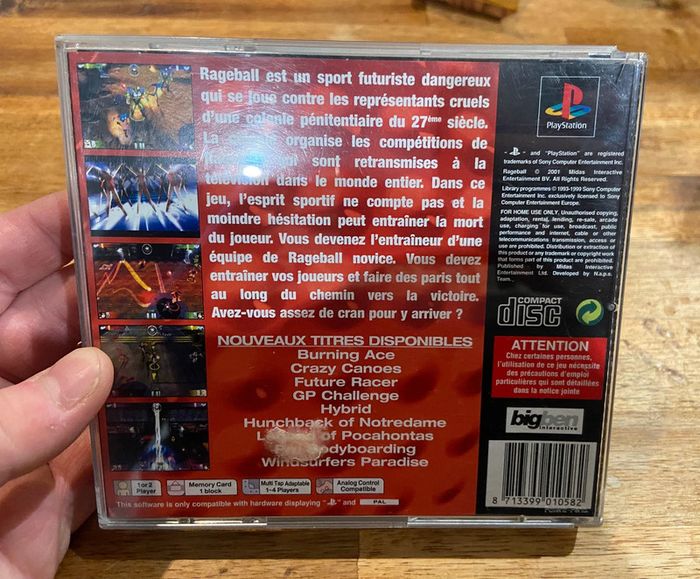 Rageball est un sport futuriste dangereux
qui se joue contre les représentants cruels
d'une colonie pénitentiaire du 27ème siècle.
La organise les compétitions de
qui sont retransmises à la
télévision dans le monde entier. Dans ce
jeu, l'esprit sportif ne compte pas et la
moindre hésitation peut entraîner la mort
du joueur. Vous devenez l'entraîneur d'une
équipe de Rageball novice. Vous devez
entraîner vos joueurs et faire des paris tout
au long du chemin vers la victoire.
Avez-vous assez de cran pour y arriver ?
NOUVEAUX TITRES DISPONIBLES
Burning Ace
Crazy Canoes
Future Racer
GP Challenge
Hybrid
Hunchback of Notredame
of Pocahontas
Windsurfers Paradise
1 or 2
Player
Memory Card
1 block
Multi Tap Adaptable
1-4 Players
Analog Control
Compatible
This software is only compatible with hardware displaying " " and PAL
PlayStation
" " and "PlayStation" are registered
trademarks of Sony Computer Entertainment Inc.
Rageball © 2001 Midas Interactive
Entertainment BV. All Rights Reserved.
Library programmes © 1993-1999 Sony Computer
Entertainment Inc. exclusively licensed to Sony
Computer Entertainment Europe.
FOR HOME USE ONLY. Unauthorised copying,
adaptation, rental, lending, re-sale, arcade
use, charging for use, broadcast, public
performance and internet, cable or other
telecommunications transmission, access or
use are prohibited. Distribution or extraction of
this product or any trademark or copyright work
that forms part of this product are prohibited.
Published by Midas Interactive
Entertainment Ltd. Developed by N.a.p.s.
Team.
COMPACT
disc
ATTENTION
Chez certaines personnes,
l'utilisation de ce jeu nécessite
des précautions d'emploi
particulières qui sont détaillées
dans la notice jointe
bigben
interactive
8 713399 010582